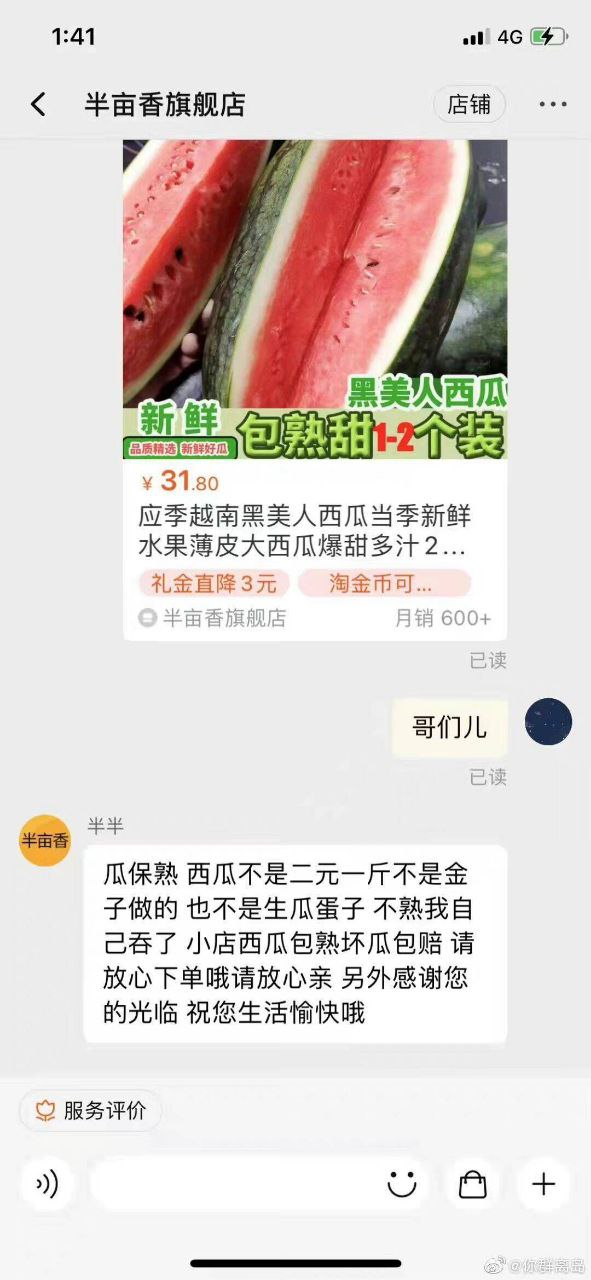 1:41
4G
半亩香旗舰店
店铺
黑美人西瓜
新鲜
品质精选 新鲜好瓜
包熟甜1-2个装
¥31.80
应季越南黑美人西瓜当季新鲜
水果薄皮大西瓜爆甜多汁2...
礼金直降3元
淘金币可...
半亩香旗舰店
月销 600+
已读
哥们儿
已读
半亩香
半半
瓜保熟 西瓜不是二元一斤不是金
子做的 也不是生瓜蛋子 不熟我自
己吞了 小店西瓜包熟坏瓜包赔 请
放心下单哦请放心亲 另外感谢您
的光临 祝您生活愉快哦
服务评价
@你群离岛